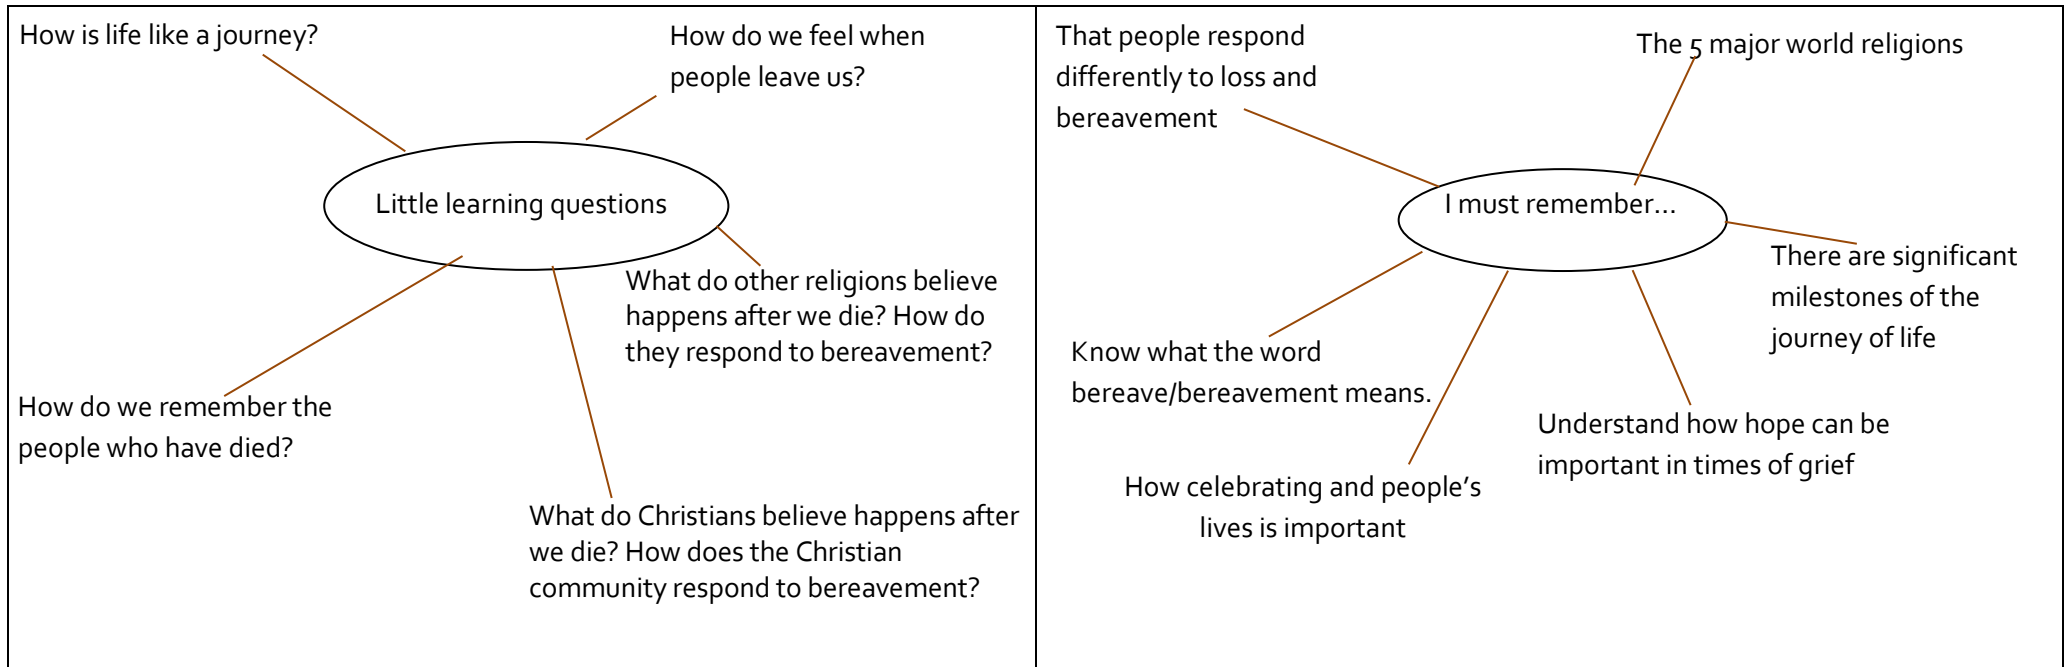 How is life like a journey?
How do we feel when
people leave us?
Little learning questions
What do other religions believe
happens after we die? How do
they respond to bereavement?
How do we remember the
people who have died?
What do Christians believe happens after
we die? How does the Christian
community respond to bereavement?
That people respond
differently to loss and
bereavement
The 5 major world religions
I must remember...
There are significant
milestones of the
journey of life
Know what the word
bereave/bereavement means.
Understand how hope can be
important in times of grief
How celebrating and people's
lives is important